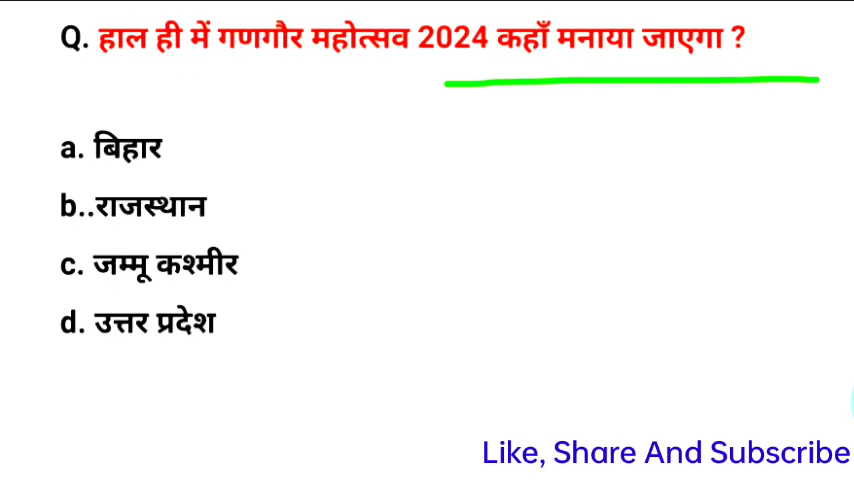 Q. हाल ही में गणगौर महोत्सव 2024 कहाँ मनाया जाएगा ?
a. बिहार
b..राजस्थान
c. जम्मू कश्मीर
d. उत्तर प्रदेश
Like, Share And Subscribe